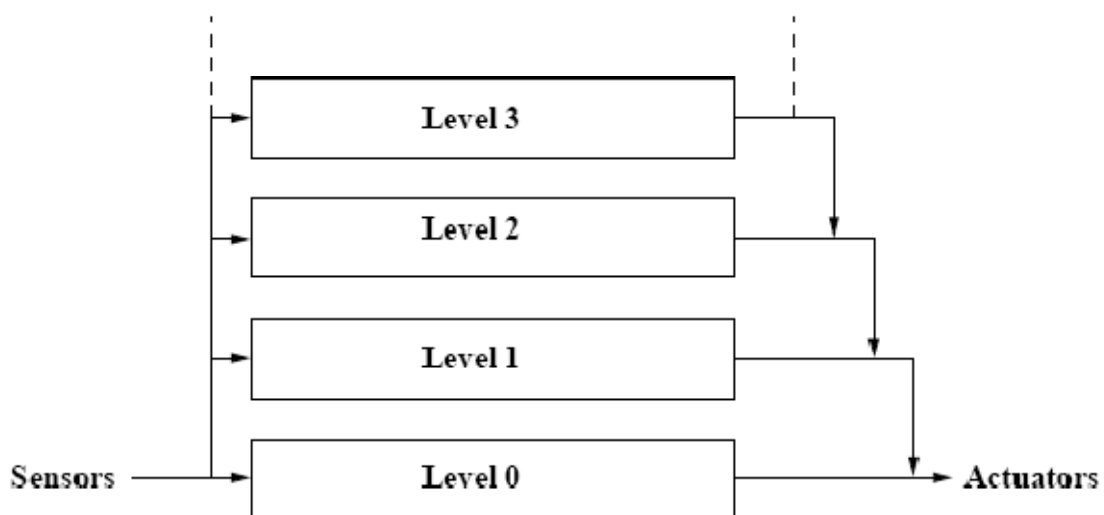 Level 3
Level 2
Level 1
Sensors
Level 0
Actuators